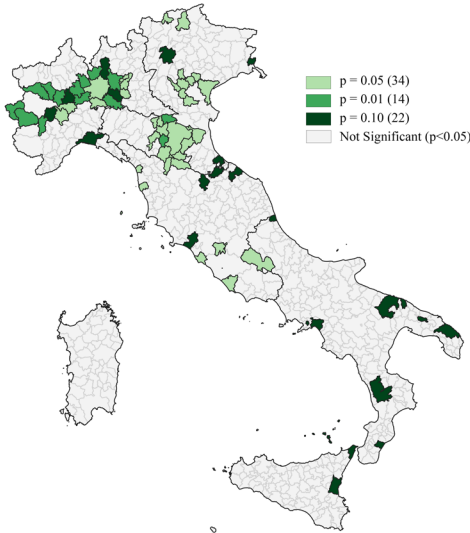 p = 0.05 (34)
p = 0.01 (14)
p = 0.10 (22)
Not Significant (p<0.05)